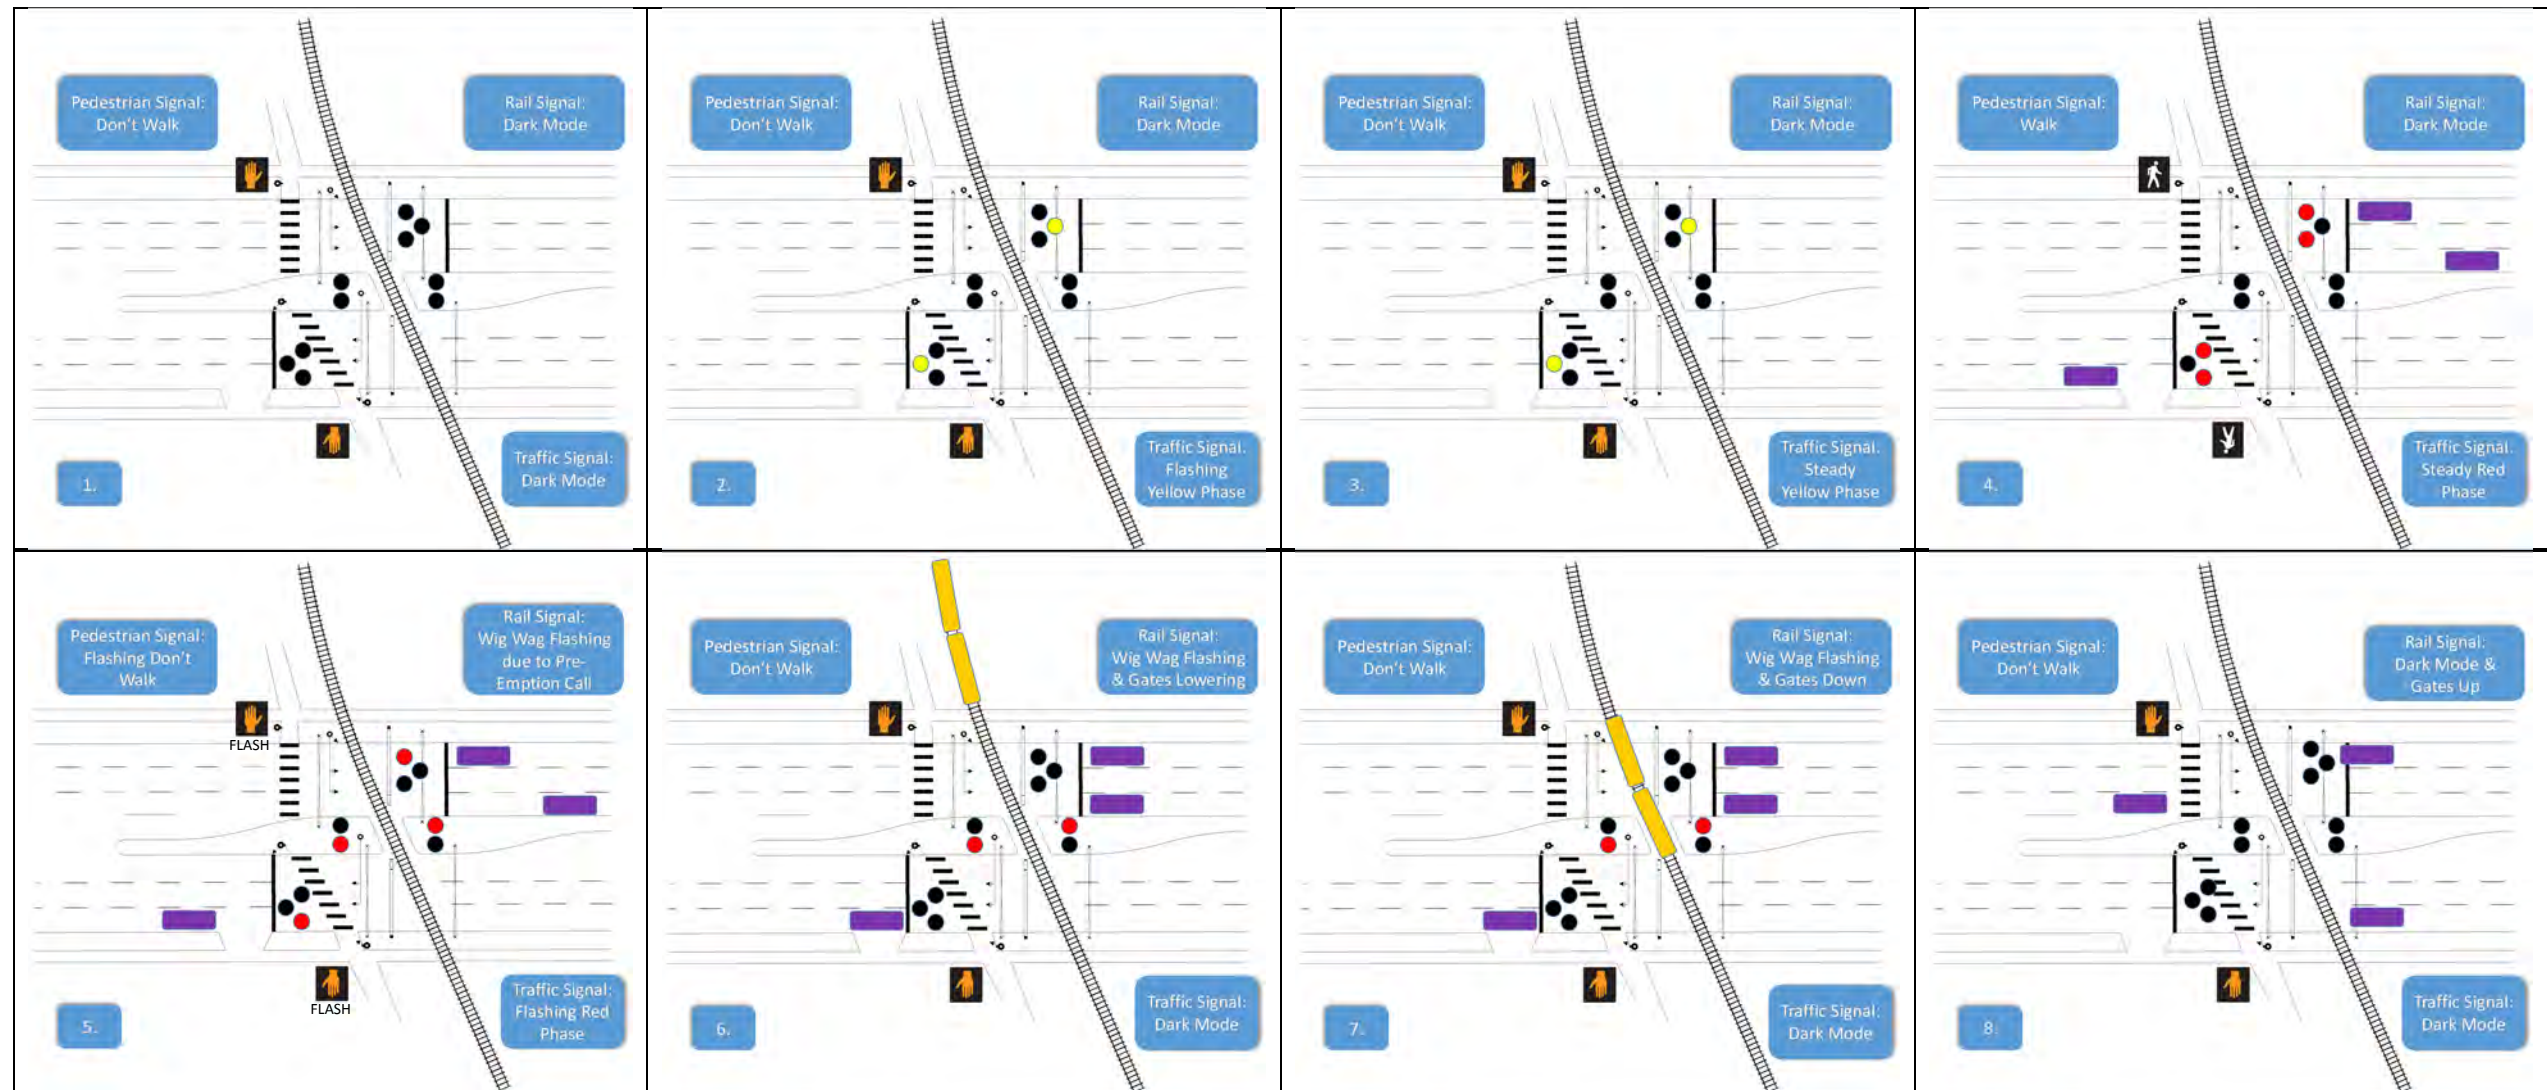 Pedestrian Signal:
Don't Walk
Rail Signal:
Dark Mode
Traffic Signal:
Dark Mode
1.
Pedestrian Signal:
Don't Walk
Rail Signal:
Dark Mode
Traffic Signal.
Flashing
Yellow Phase
2.
Pedestrian Signal:
Don't Walk
Rail Signal:
Dark Mode
Traffic Signal.
Steady
Yellow Phase
3.
Pedestrian Signal:
Walk
Rail Signal:
Dark Mode
Traffic Signal:
Steady Red
Phase
4.
Pedestrian Signal:
Flashing Don't
Walk
Rail Signal:
Wig Wag Flashing
due to Pre-
Emption Call
FLASH
FLASH
Traffic Signal:
Flashing Red
Phase
5.
Pedestrian Signal:
Don't Walk
Rail Signal:
Wig Wag Flashing
& Gates Lowering
Traffic Signal:
Dark Mode
6.
Pedestrian Signal:
Don't Walk
Rail Signal:
Wig Wag Flashing
& Gates Down
Traffic Signal:
Dark Mode
7.
Pedestrian Signal:
Don't Walk
Rail Signal:
Dark Mode &
Gates Up
Traffic Signal:
Dark Mode
8.